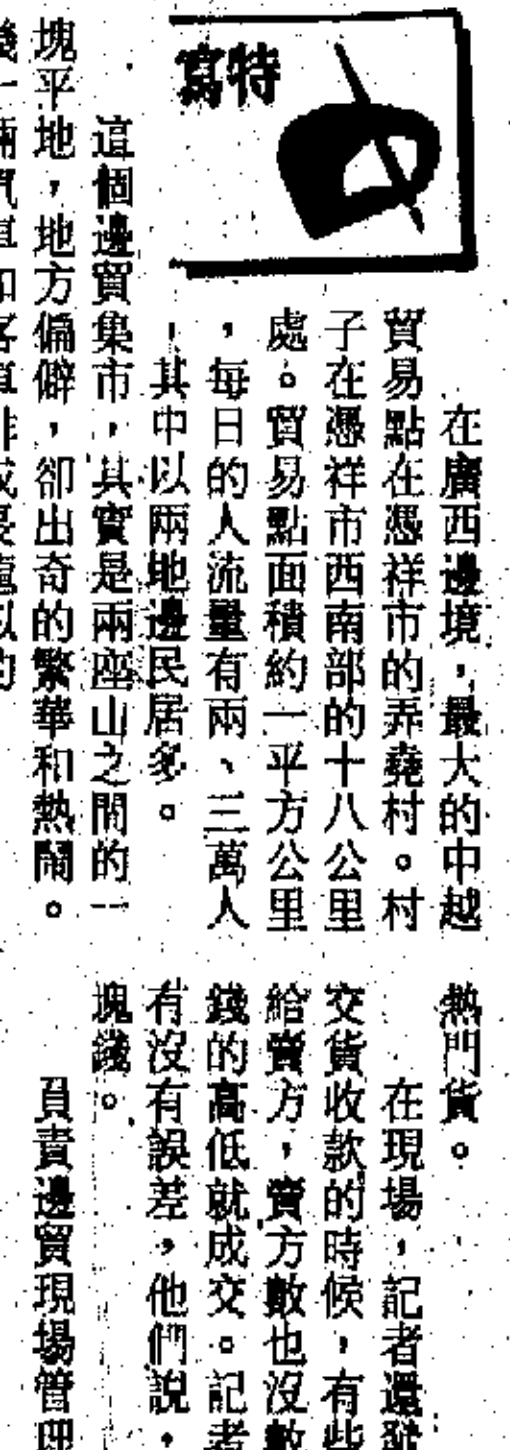 特寫
在廣西邊境，最大的中越
貿易點在憑祥市的弄堯村。村
子在憑祥市西南部的十八公里
處。貿易點面積約一平方公里
，每日的人流量有兩、三萬人
，其中以兩地邊民居多。
這個邊貿集市，其實是兩座山之間的一
塊平地，地方偏僻，卻出奇的繁華和熱鬧。
熱門貨。
在現場，記者還
交貨收款的時候，有些
給賣方，賣方數也沒數
錢的高低就成交。記者
有沒有誤差，他們說，
塊錢。
負責邊貿現場管理